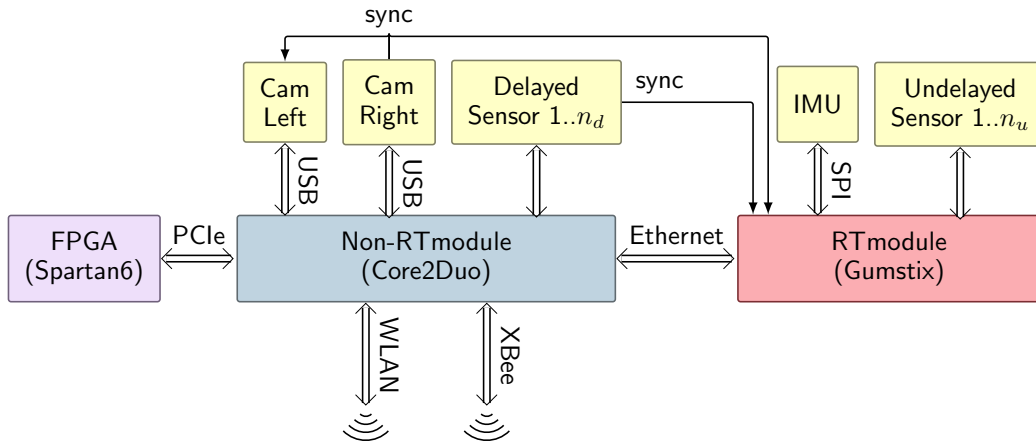 sync
Cam
Left
Cam
Right
Delayed
Sensor 1..n_d
sync
IMU
Undelayed
Sensor 1..n_u
USB
USB
SPI
FPGA
(Spartan6)
PCIe
Non-RTmodule
(Core2Duo)
Ethernet
RTmodule
(Gumstix)
WLAN
XBee